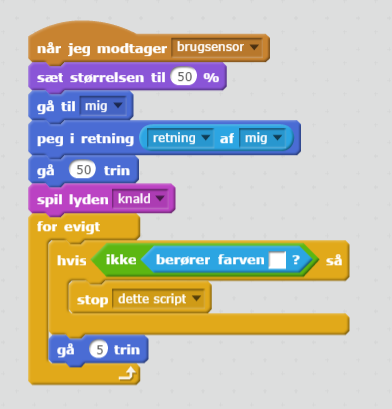 når jeg modtager brugsensor
sæt størrelsen til 50 %
gå til mig
peg i retning retning af mig
gå 50 trin
spil lyden knald
for evigt
hvis ikke berører farven ? så
stop dette script
gå 5 trin